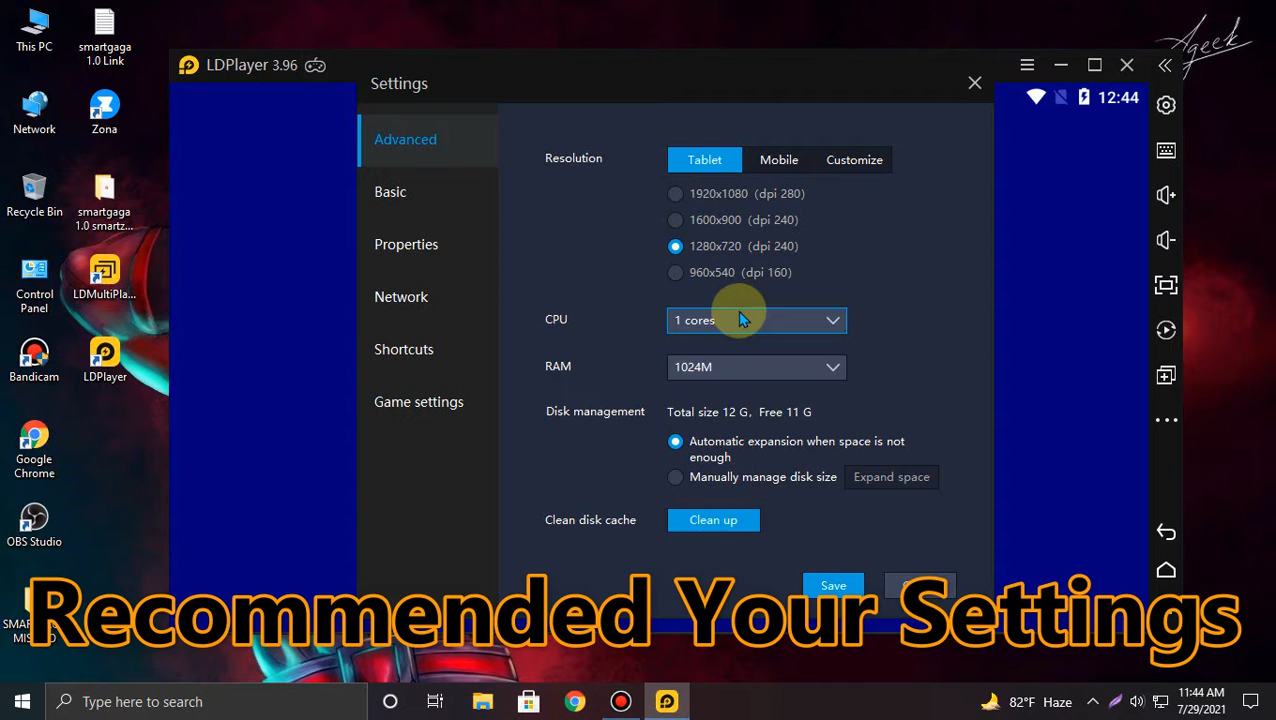 This PC
smartgaga
1.0 Link
Ageek
LDPlayer 3.96
Settings
12:44
Network
Zona
Advanced
Resolution
Tablet
Mobile
Customize
1920x1080 (dpi 280)
Basic
Recycle Bin
smartgaga
1.0 smartz...
1600x900 (dpi 240)
Properties
1280x720 (dpi 240)
960x540 (dpi 160)
Control
Panel
LDMultiPla...
Network
CPU
1 cores
Shortcuts
RAM
1024M
Bandicam
LDPlayer
Game settings
Disk management
Total size 12 G, Free 11 G
Automatic expansion when space is not
enough
Manually manage disk size
Expand space
Google
Chrome
Clean disk cache
Clean up
OBS Studio
Save
Recommended Your Settings
Type here to search
82°F Haze
11:44 AM
7/29/2021